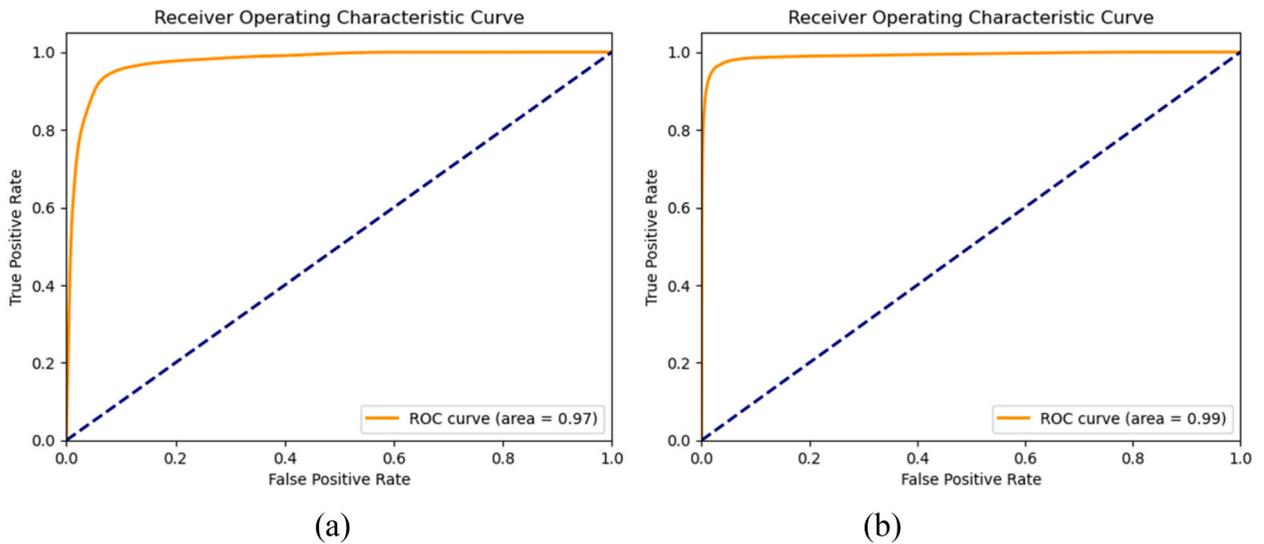 Receiver Operating Characteristic Curve
True Positive Rate
1.0
0.8
0.6
0.4
0.2
0.0
ROC curve (area = 0.97)
0.0 0.2 0.4 0.6 0.8 1.0
False Positive Rate
(a)
Receiver Operating Characteristic Curve
True Positive Rate
1.0
0.8
0.6
0.4
0.2
0.0
ROC curve (area = 0.99)
0.0 0.2 0.4 0.6 0.8 1.0
False Positive Rate
(b)